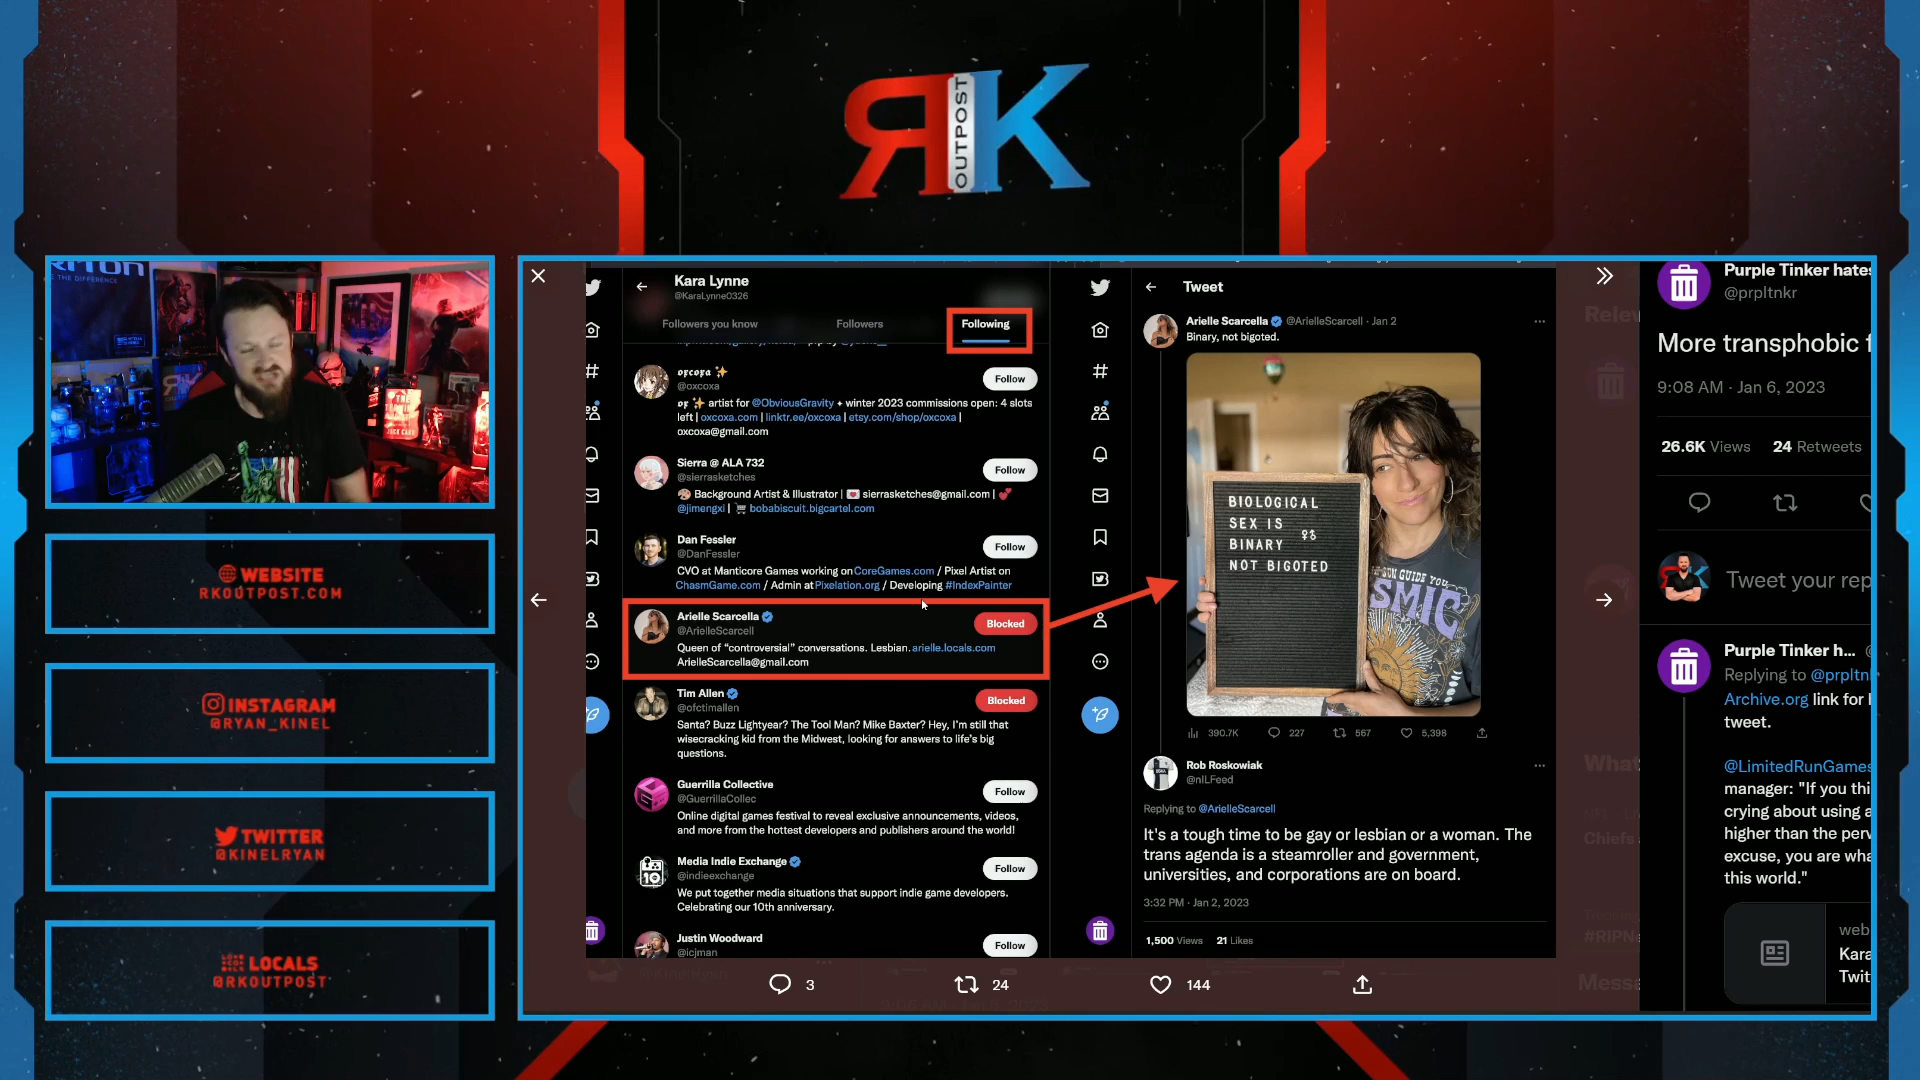 RK
OUTPOST
THE DIFFERENCE
WEBSITE
RKOUTPOST.COM
INSTAGRAM
@RYAN_KINEL
TWITTER
@KINELRYAN
LOCALS
@RKOUTPOST
Kara Lynne
@KaraLynne0326
Followers you know
Followers
Following
oxcoxa ✨
@oxcoxa
Follow
ox ✨ artist for @ObviousGravity + winter 2023 commissions open: 4 slots
left | oxcoxa.com | linktr.ee/oxcoxa | etsy.com/shop/oxcoxa |
oxcoxa@gmail.com
Sierra @ ALA 732
@sierrasketches
Follow
🎨 Background Artist & Illustrator | 💌 sierrasketches@gmail.com | 💕
@jimengxi | 🛒 bobabiscuit.bigcartel.com
Dan Fessler
@DanFessler
Follow
CVO at Manticore Games working on CoreGames.com / Pixel Artist on
ChasmGame.com / Admin at Pixelation.org / Developing #IndexPainter
Arielle Scarcella
@ArielleScarcell
Blocked
Queen of “controversial” conversations. Lesbian. arielle.locals.com
ArielleScarcella@gmail.com
Tim Allen
@ofctimallen
Blocked
Santa? Buzz Lightyear? The Tool Man? Mike Baxter? Hey, I'm still that
wisecracking kid from the Midwest, looking for answers to life's big
questions.
Guerrilla Collective
@GuerrillaCollec
Follow
Online digital games festival to reveal exclusive announcements, videos,
and more from the hottest developers and publishers around the world!
Media Indie Exchange
@indieexchange
Follow
We put together media situations that support indie game developers.
Celebrating our 10th anniversary.
Justin Woodward
@icjman
Follow
Tweet
Arielle Scarcella @ArielleScarcell · Jan 2
Binary, not bigoted.
BIOLOGICAL
SEX IS
BINARY
NOT BIGOTED
390.7K 227 567 5,398
Rob Roskowiak
@nILFeed
Replying to @ArielleScarcell
It's a tough time to be gay or lesbian or a woman. The
trans agenda is a steamroller and government,
universities, and corporations are on board.
3:32 PM · Jan 2, 2023
1,500 Views 21 Likes
3 24 144
Purple Tinker hates
@prpltnkr
More transphobic
9:08 AM · Jan 6, 2023
26.6K Views 24 Retweets
Tweet your rep
Purple Tinker h...
Replying to @prpltn
Archive.org link for
tweet.
@LimitedRunGames
manager: "If you thi
crying about using a
higher than the perv
excuse, you are wha
this world."
web
Kara
Twit